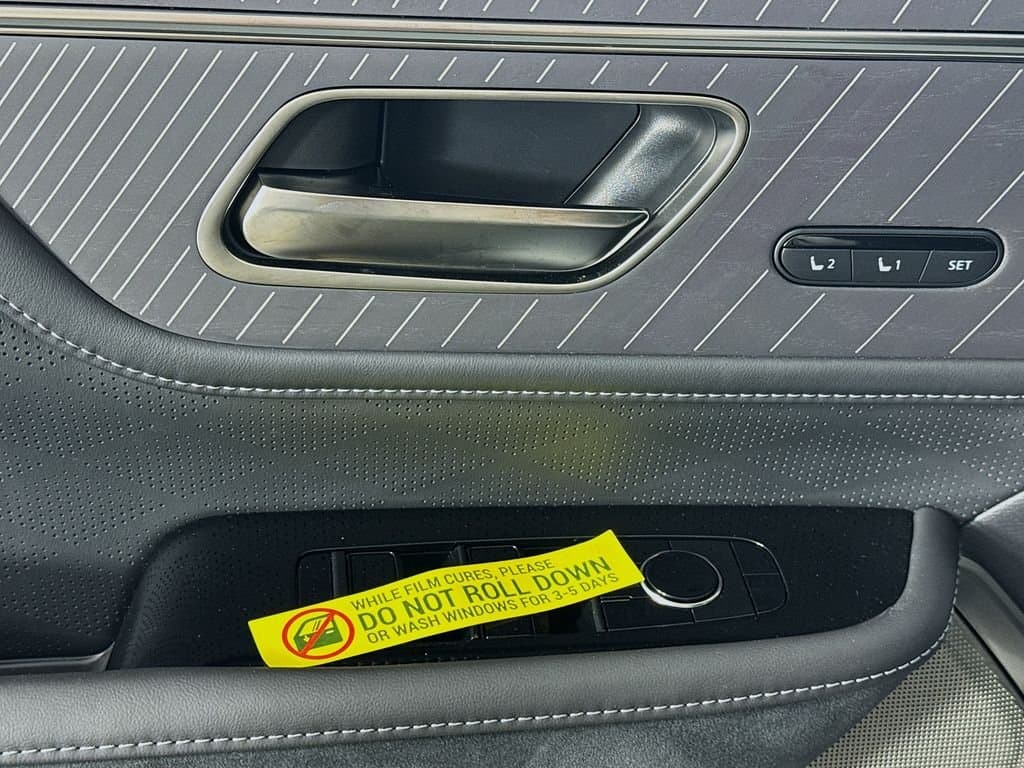 2 1 SET
WHILE FILM CURES, PLEASE
DO NOT ROLL DOWN
OR WASH WINDOWS FOR 3-5 DAYS